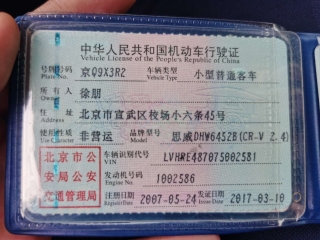 中华人民共和国机动车行驶证
Vehicle License of the People's Republic of China
号牌号码 京Q9X3R2 车辆类型 小型普通客车
Plate No. Vehicle Type
所有人 徐朋
Owner
住址 北京市宣武区校场小六条45号
Address
使用性质 非营运 品牌型号 思威DHW6452B(CR-V 2.4)
Use Character Model
北京市公
安局公安
交通管理局
车辆识别代号 LVHRE487075002581
VIN
发动机号码 1002586
Engine No.
注册日期 2007-05-24 发证日期 2017-03-10
Register Date Issue Date